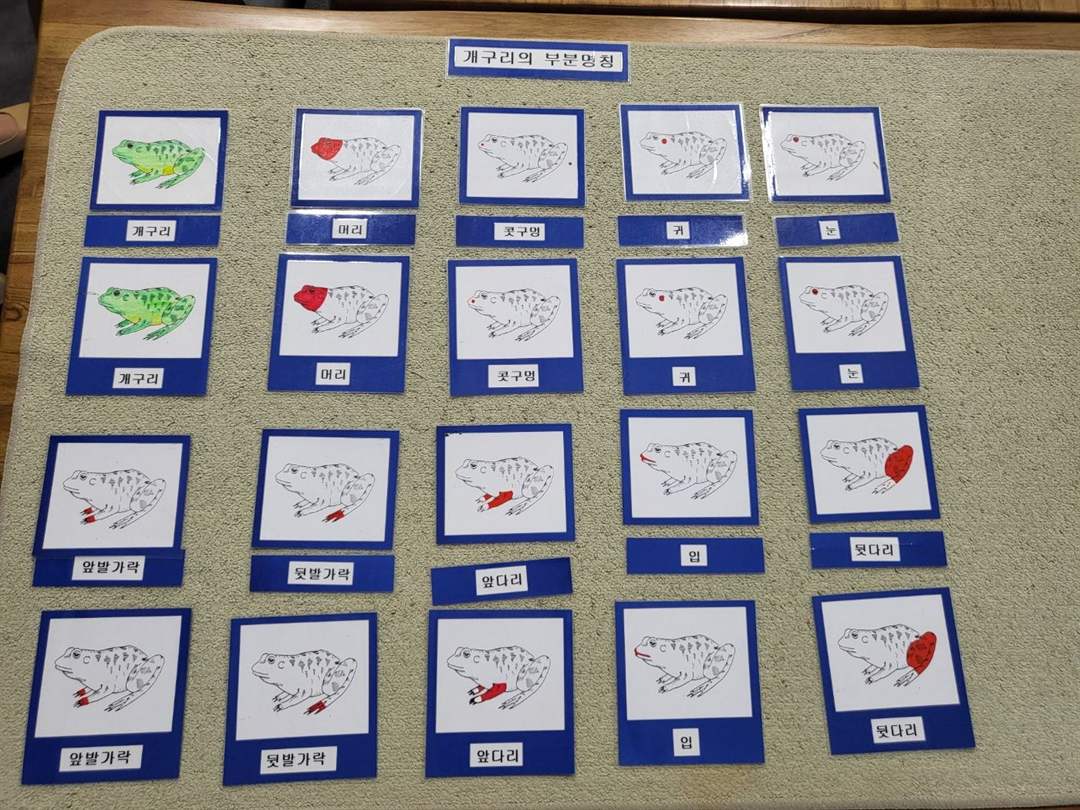 개구리의 부분명칭
개구리
머리
콧구멍
귀
눈
개구리
머리
콧구멍
귀
눈
앞발가락
뒷발가락
앞다리
입
뒷다리
앞발가락
뒷발가락
앞다리
입
뒷다리